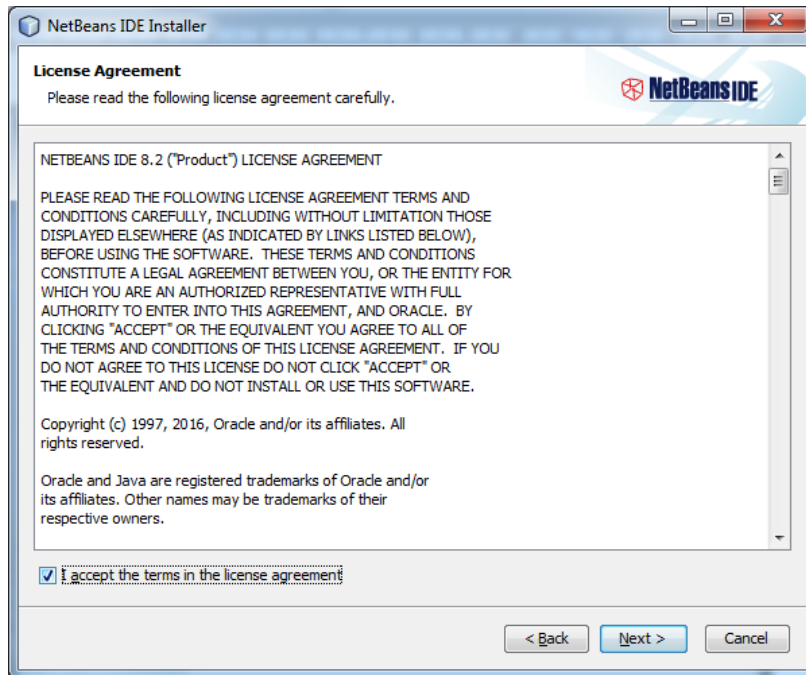 NetBeans IDE Installer
License Agreement
Please read the following license agreement carefully.
NetBeans IDE
NETBEANS IDE 8.2 ("Product") LICENSE AGREEMENT
PLEASE READ THE FOLLOWING LICENSE AGREEMENT TERMS AND
CONDITIONS CAREFULLY, INCLUDING WITHOUT LIMITATION THOSE
DISPLAYED ELSEWHERE (AS INDICATED BY LINKS LISTED BELOW),
BEFORE USING THE SOFTWARE.  THESE TERMS AND CONDITIONS
CONSTITUTE A LEGAL AGREEMENT BETWEEN YOU, OR THE ENTITY FOR
WHICH YOU ARE AN AUTHORIZED REPRESENTATIVE WITH FULL
AUTHORITY TO ENTER INTO THIS AGREEMENT, AND ORACLE.  BY
CLICKING "ACCEPT" OR THE EQUIVALENT YOU AGREE TO ALL OF
THE TERMS AND CONDITIONS OF THIS LICENSE AGREEMENT.  IF YOU
DO NOT AGREE TO THIS LICENSE DO NOT CLICK "ACCEPT" OR
THE EQUIVALENT AND DO NOT INSTALL OR USE THIS SOFTWARE.
Copyright (c) 1997, 2016, Oracle and/or its affiliates. All
rights reserved.
Oracle and Java are registered trademarks of Oracle and/or
its affiliates. Other names may be trademarks of their
respective owners.
I accept the terms in the license agreement
< Back
Next >
Cancel